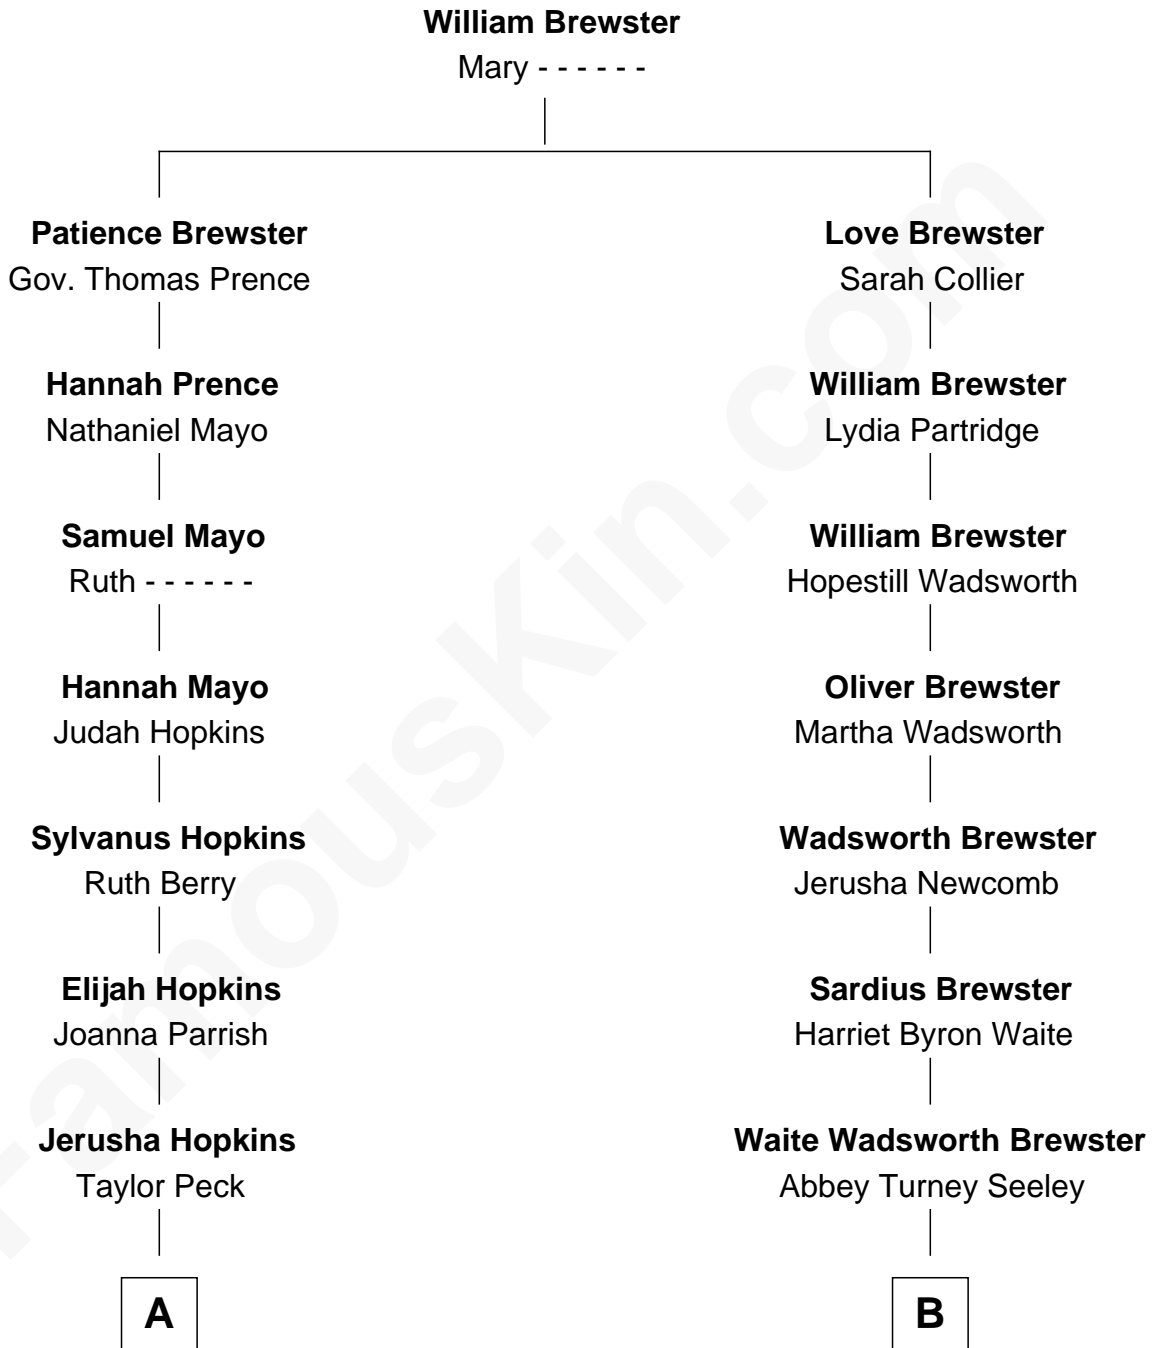 William Brewster
Mary - - - - - -
Patience Brewster
Gov. Thomas Prence
Love Brewster
Sarah Collier
Hannah Prence
Nathaniel Mayo
William Brewster
Lydia Partridge
Samuel Mayo
Ruth - - - - - -
William Brewster
Hopestill Wadsworth
Hannah Mayo
Judah Hopkins
Oliver Brewster
Martha Wadsworth
Sylvanus Hopkins
Ruth Berry
Wadsworth Brewster
Jerusha Newcomb
Elijah Hopkins
Joanna Parrish
Sardius Brewster
Harriet Byron Waite
Jerusha Hopkins
Taylor Peck
Waite Wadsworth Brewster
Abbey Turney Seeley
A
B
FamousKin.com